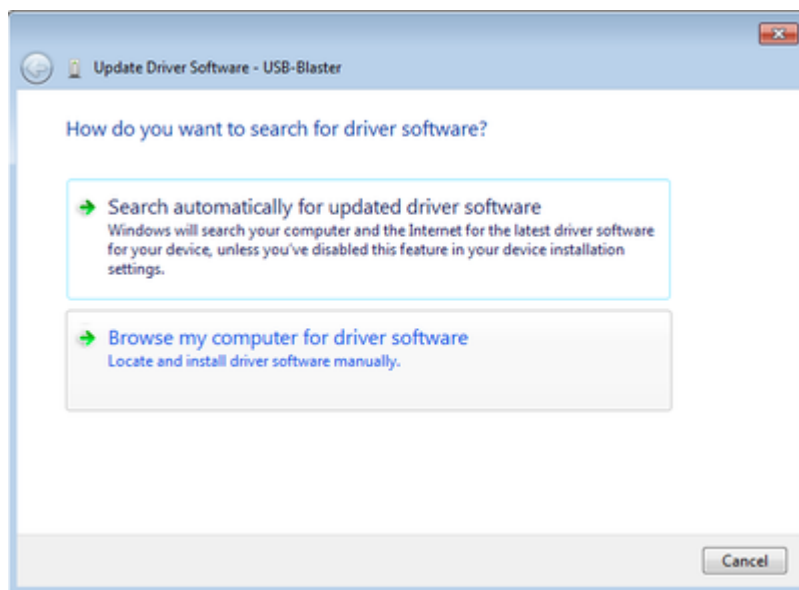 Update Driver Software - USB-Blaster
How do you want to search for driver software?
Search automatically for updated driver software
Windows will search your computer and the Internet for the latest driver software
for your device, unless you've disabled this feature in your device installation
settings.
Browse my computer for driver software
Locate and install driver software manually.
Cancel